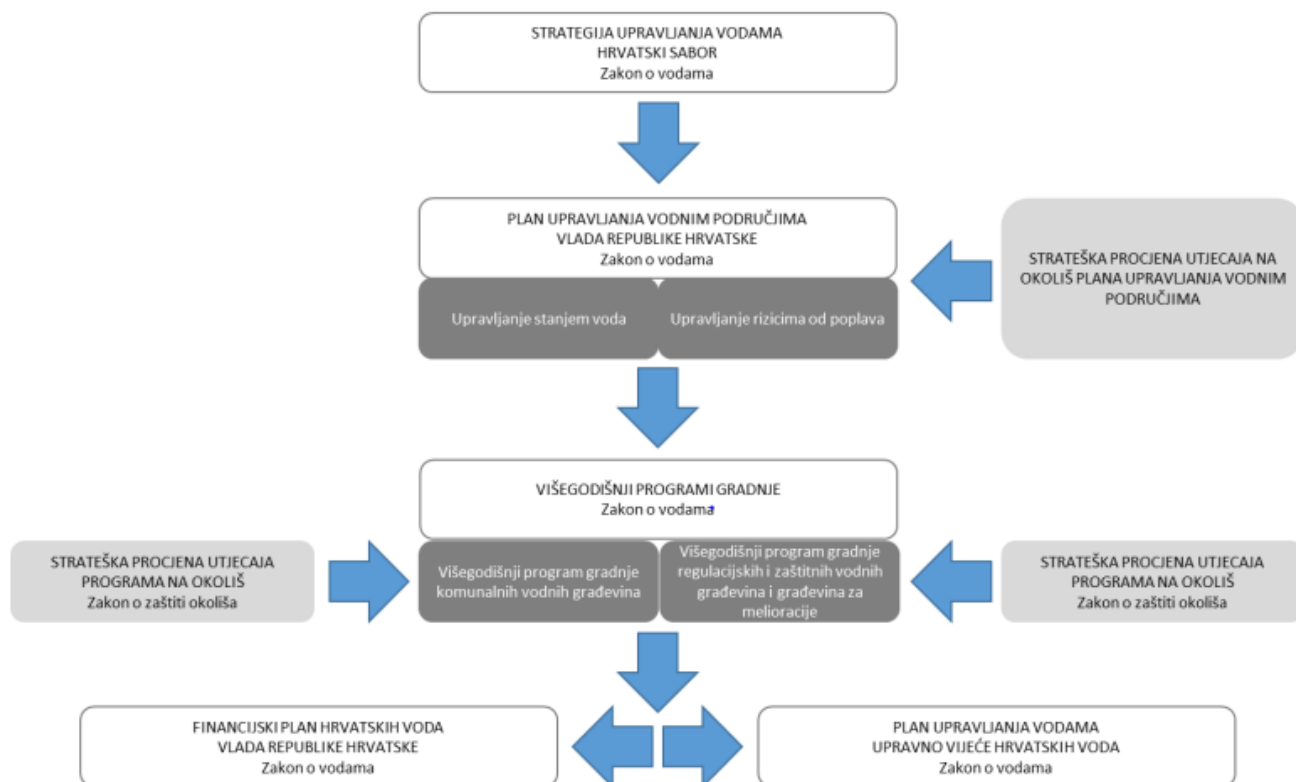 STRATEGIJA UPRAVLJANJA VODAMA
HRVATSKI SABOR
Zakon o vodama
PLAN UPRAVLJANJA VODNIM PODRUČJIMA
VLADA REPUBLIKE HRVATSKE
Zakon o vodama
Upravljanje stanjem voda
Upravljanje rizicima od poplava
STRATEŠKA PROCJENA UTJECAJA NA
OKOLIŠ PLANA UPRAVLJANJA VODNIM
PODRUČJIMA
VIŠEGODIŠNJI PROGRAMI GRADNJE
Zakon o vodama
STRATEŠKA PROCJENA UTJECAJA
PROGRAMA NA OKOLIŠ
Zakon o zaštiti okoliša
Višegodišnji program gradnje
komunalnih vodnih građevina
Višegodišnji program gradnje
regulacijskih i zaštitnih vodnih
građevina i građevina za
melioracije
STRATEŠKA PROCJENA UTJECAJA
PROGRAMA NA OKOLIŠ
Zakon o zaštiti okoliša
FINANCIJSKI PLAN HRVATSKIH VODA
VLADA REPUBLIKE HRVATSKE
Zakon o vodama
PLAN UPRAVLJANJA VODAMA
UPRAVNO VIJEĆE HRVATSKIH VODA
Zakon o vodama